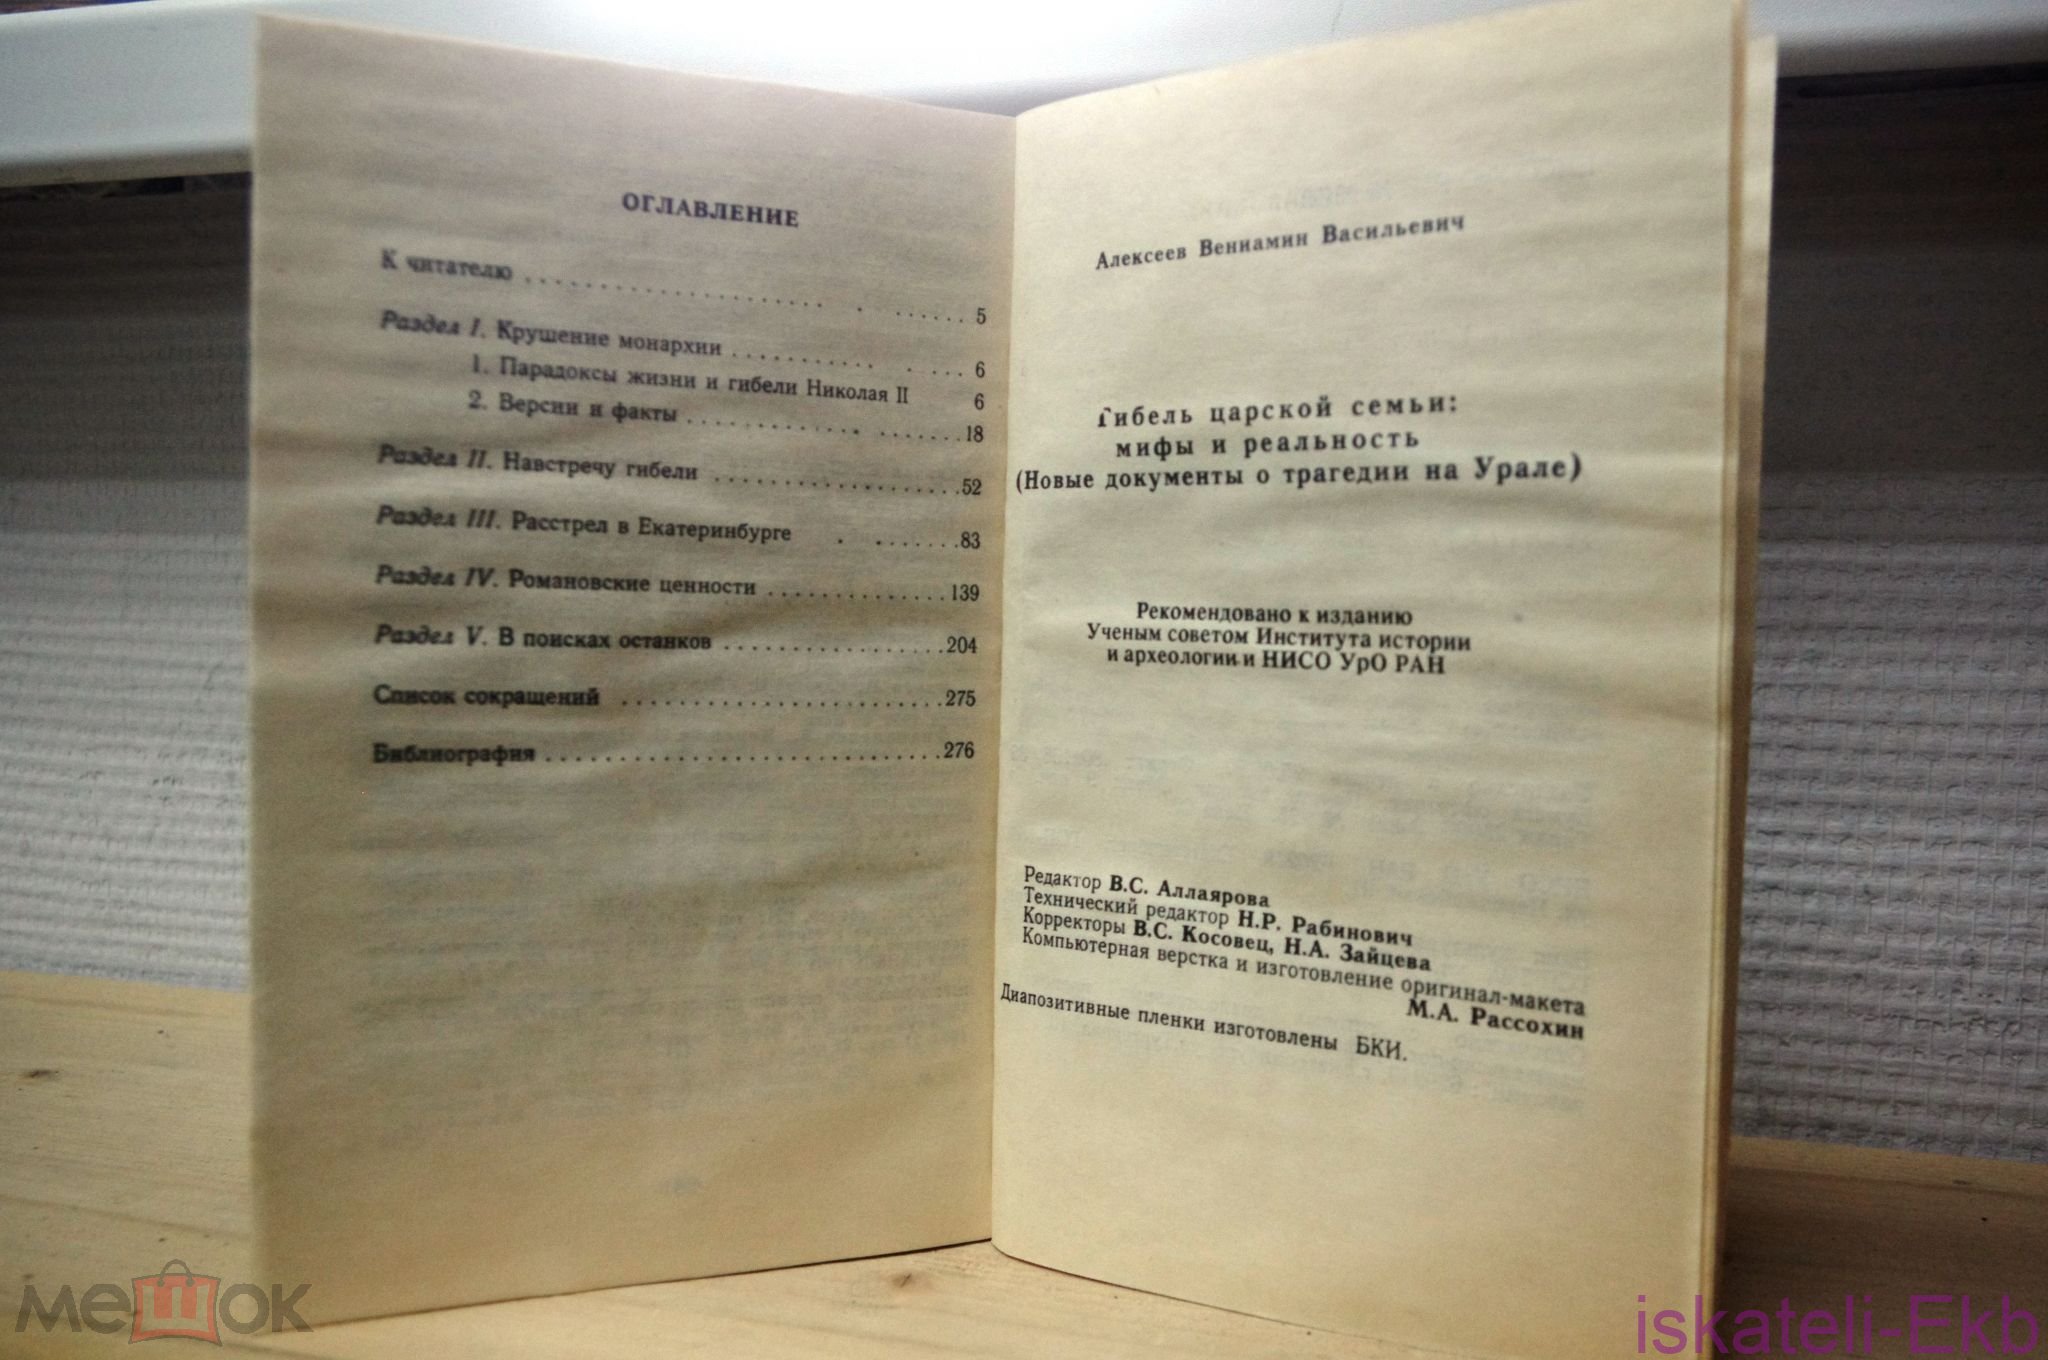 ОГЛАВЛЕНИЕ
К читателю . . . . . . . . . . . . . . . . . . . . . . . . . . . . 5
Раздел I. Крушение монархии . . . . . . . . . . . . . . . 6
1. Парадоксы жизни и гибели Николая II 6
2. Версии и факты . . . . . . . . . . . . . . . . . . . . 18
Раздел II. Навстречу гибели . . . . . . . . . . . . . . . . . . 52
Раздел III. Расстрел в Екатеринбурге . . . . . . . . 83
Раздел IV. Романовские ценности . . . . . . . . . . . . . 139
Раздел V. В поисках останков . . . . . . . . . . . . . . . . 204
Список сокращений . . . . . . . . . . . . . . . . . . . . . . . 275
Библиография . . . . . . . . . . . . . . . . . . . . . . . . . . . . 276
Алексеев Вениамин Васильевич
Гибель царской семьи:
мифы и реальность
(Новые документы о трагедии на Урале)
Рекомендовано к изданию
Ученым советом Института истории
и археологии и НИСО УрО РАН
Редактор В.С. Аллаярова
Технический редактор Н.Р. Рабинович
Корректоры В.С. Косовец, Н.А. Зайцева
Компьютерная верстка и изготовление оригинал-макета
М.А. Рассохин
Диапозитивные пленки изготовлены БКИ.
мешок
iskateli-Ekb